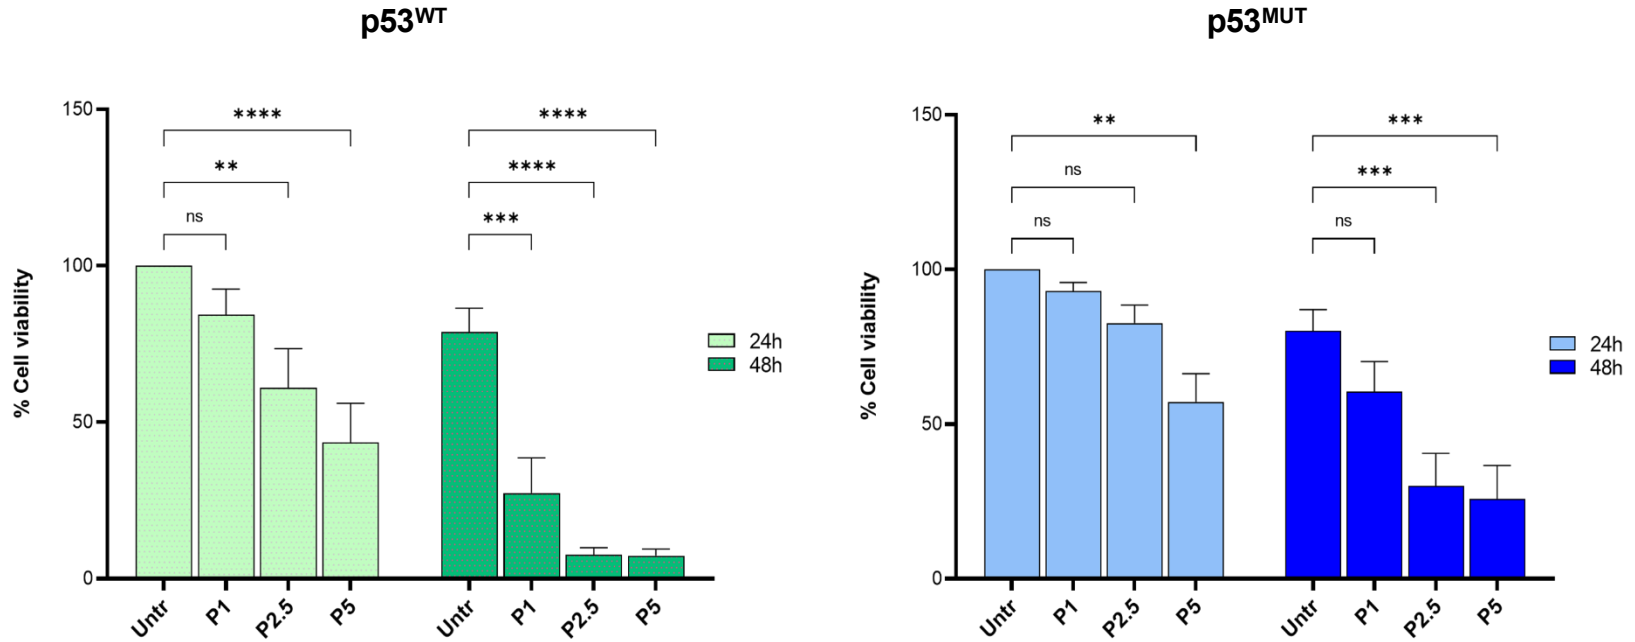 p53WT
% Cell viability
150
100
50
0
****
**
ns
****
****
***
Untr P1 P2.5 P5 Untr P1 P2.5 P5
24h
48h
p53MUT
% Cell viability
150
100
50
0
**
ns
ns
***
***
ns
Untr P1 P2.5 P5 Untr P1 P2.5 P5
24h
48h